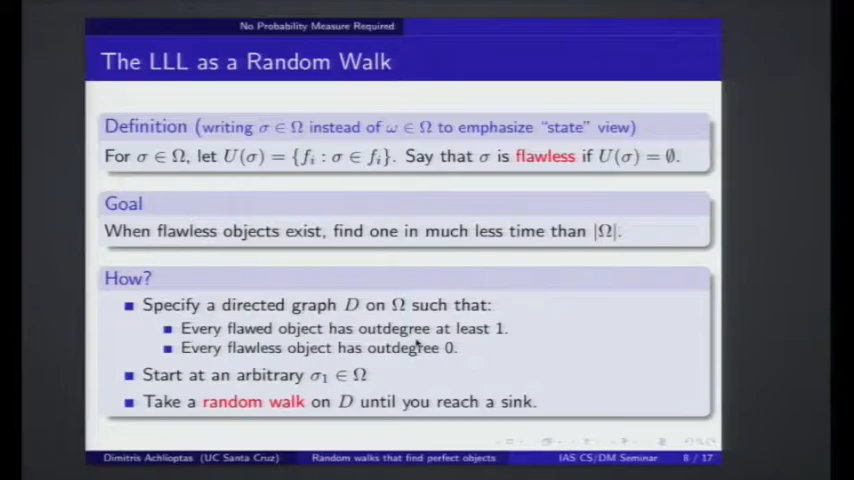 No Probability Measure Required
The LLL as a Random Walk
Definition (writing σ ∈ Ω instead of ω ∈ Ω to emphasize “state” view)
For σ ∈ Ω, let U(σ) = {f_i : σ ∈ f_i}. Say that σ is flawless if U(σ) = ∅.
Goal
When flawless objects exist, find one in much less time than |Ω|.
How?
Specify a directed graph D on Ω such that:
Every flawed object has outdegree at least 1.
Every flawless object has outdegree 0.
Start at an arbitrary σ₁ ∈ Ω
Take a random walk on D until you reach a sink.
Dimitris Achlioptas (UC Santa Cruz) Random walks that find perfect objects IAS CS/DM Seminar 8 / 17